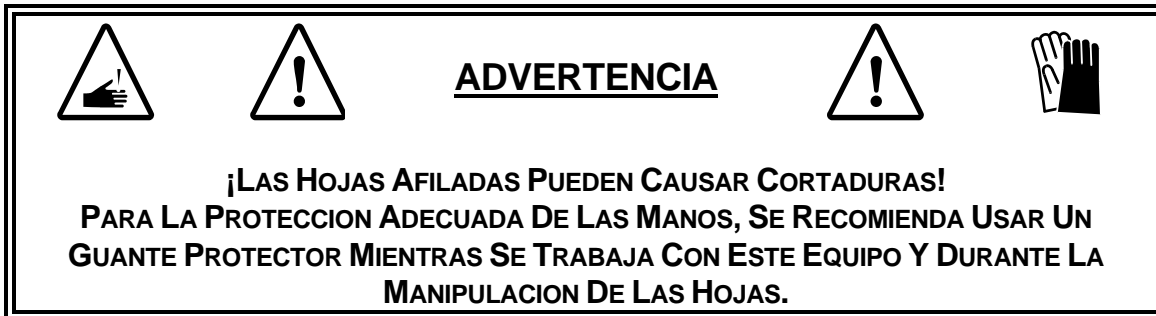 ADVERTENCIA
¡LAS HOJAS AFILADAS PUEDEN CAUSAR CORTADURAS!
PARA LA PROTECCION ADECUADA DE LAS MANOS, SE RECOMIENDA USAR UN
GUANTE PROTECTOR MIENTRAS SE TRABAJA CON ESTE EQUIPO Y DURANTE LA
MANIPULACION DE LAS HOJAS.